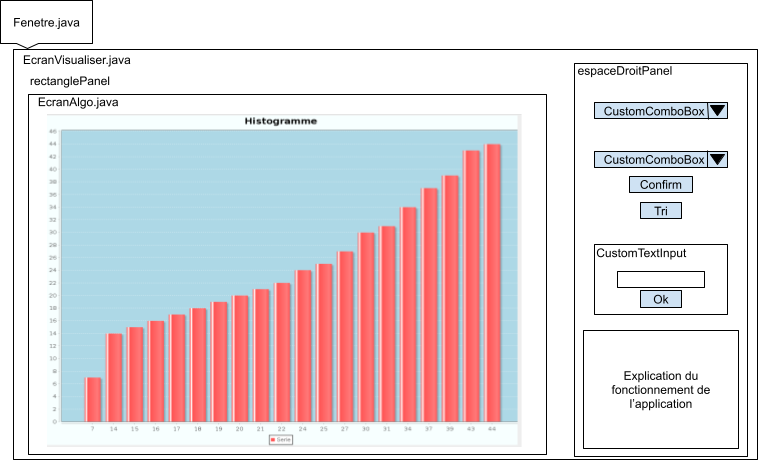 Fenetre.java
EcranVisualiser.java
rectanglePanel
EcranAlgo.java
Histogramme
46
44
42
40
38
36
34
32
30
28
26
24
22
20
18
16
14
12
10
8
6
4
2
0
7 14 15 16 17 18 19 20 21 22 24 25 27 30 31 34 37 39 43 44
Serie
espaceDroitPanel
CustomComboBox
CustomComboBox
Confirm
Tri
CustomTextInput
Ok
Explication du
fonctionnement de
l'application